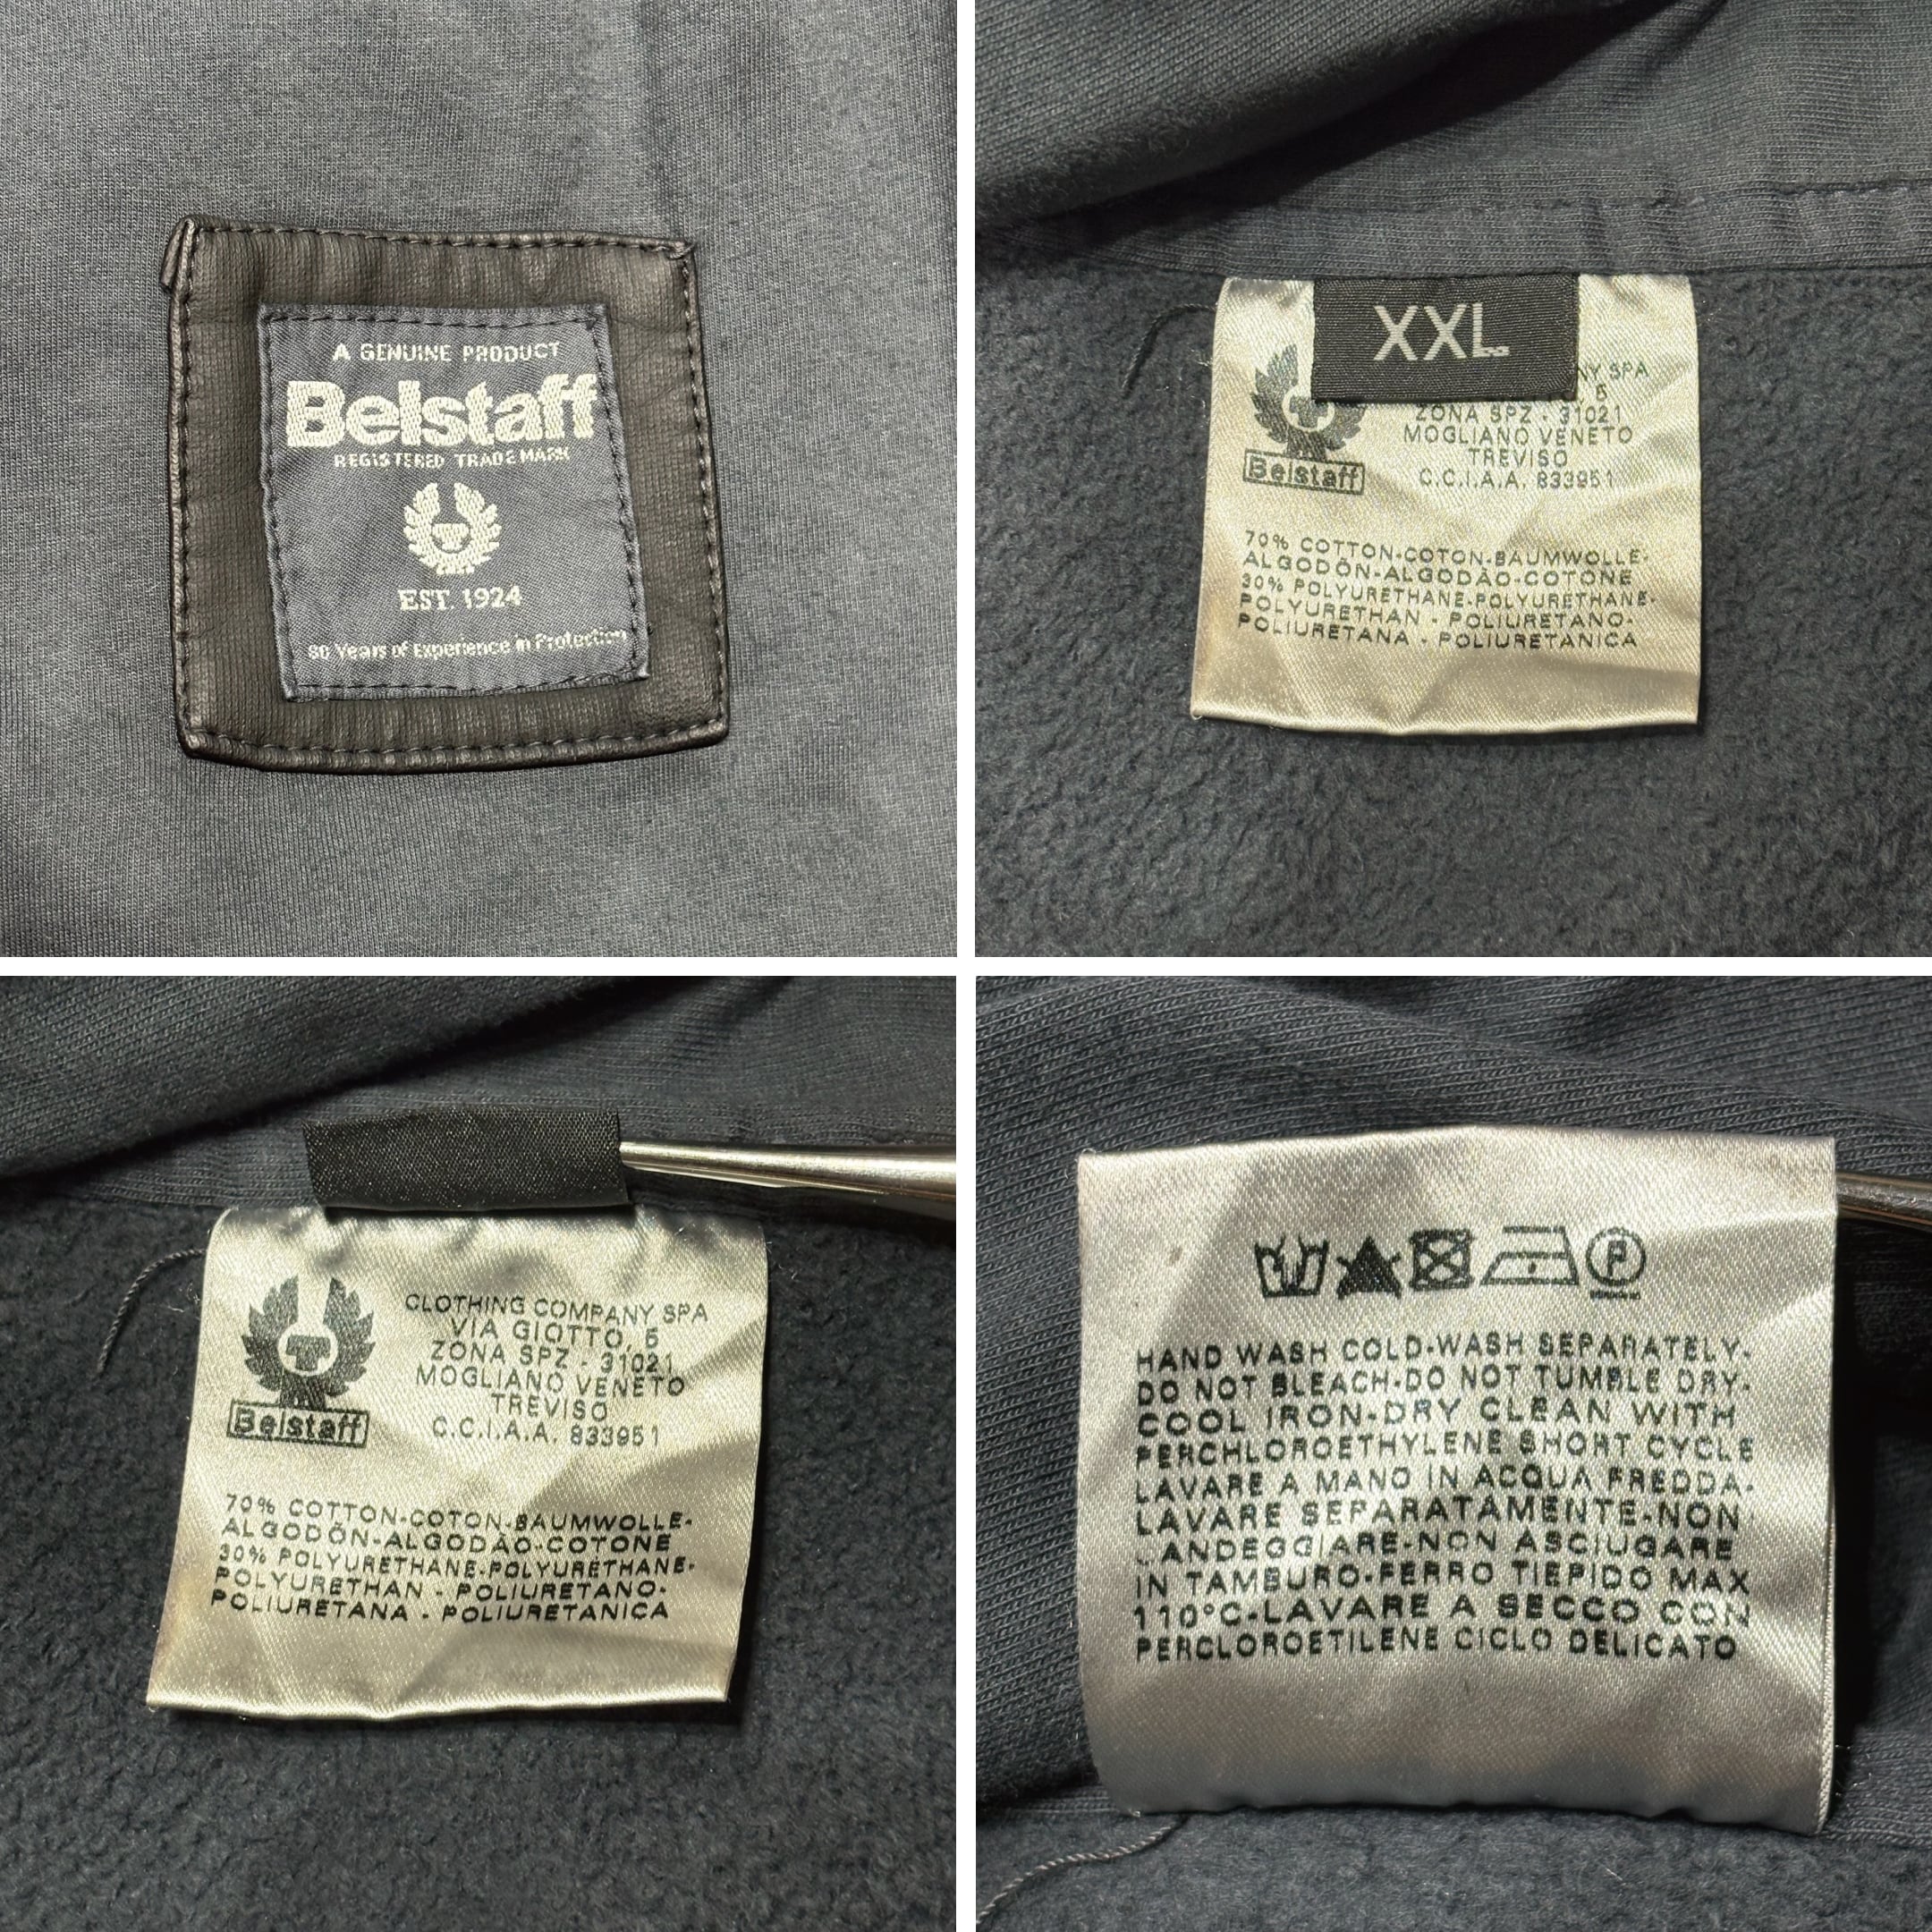 A GENUINE PRODUCT
Belstaff
REGISTERED TRADE MARK
EST. 1924
80 Years of Experience in Protection
XXL
NY SPA
5
ZONA SPZ - 31021
MOGLIANO VENETO
TREVISO
C.C.I.A.A. 833951
Belstaff
70% COTTON-COTON-BAUMWOLLE-
ALGODÓN-ALGODÃO-COTONE
30% POLYURETHANE-POLYURETHANE-
POLYURETHAN - POLIURETANO-
POLIURETANA - POLIURETANICA
CLOTHING COMPANY SPA
VIA GIOTTO, 5
ZONA SPZ - 31021
MOGLIANO VENETO
TREVISO
C.C.I.A.A. 833951
Belstaff
70% COTTON-COTON-BAUMWOLLE-
ALGODÓN-ALGODÃO-COTONE
30% POLYURETHANE-POLYURETHANE-
POLYURETHAN - POLIURETANO-
POLIURETANA - POLIURETANICA
P
HAND WASH COLD-WASH SEPARATELY-
DO NOT BLEACH-DO NOT TUMBLE DRY-
COOL IRON-DRY CLEAN WITH
PERCHLOROETHYLENE SHORT CYCLE
LAVARE A MANO IN ACQUA FREDDA-
LAVARE SEPARATAMENTE-NON
CANDEGGIARE-NON ASCIUGARE
IN TAMBURO-FERRO TIEPIDO MAX
110°C-LAVARE A SECCO CON
PERCLOROETILENE CICLO DELICATO